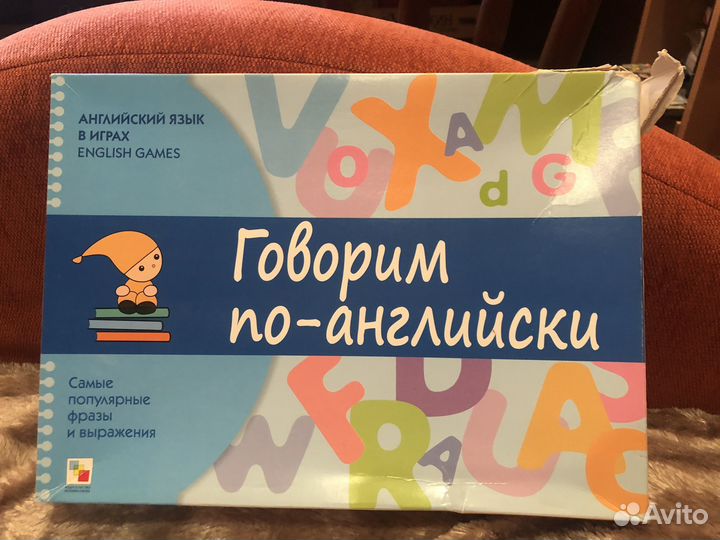 АНГЛИЙСКИЙ ЯЗЫК
В ИГРАХ
ENGLISH GAMES
V O X A M
U d G
Говорим
по-английски
Самые
популярные
фразы
и выражения
F D U A S
W R A L C
Avito